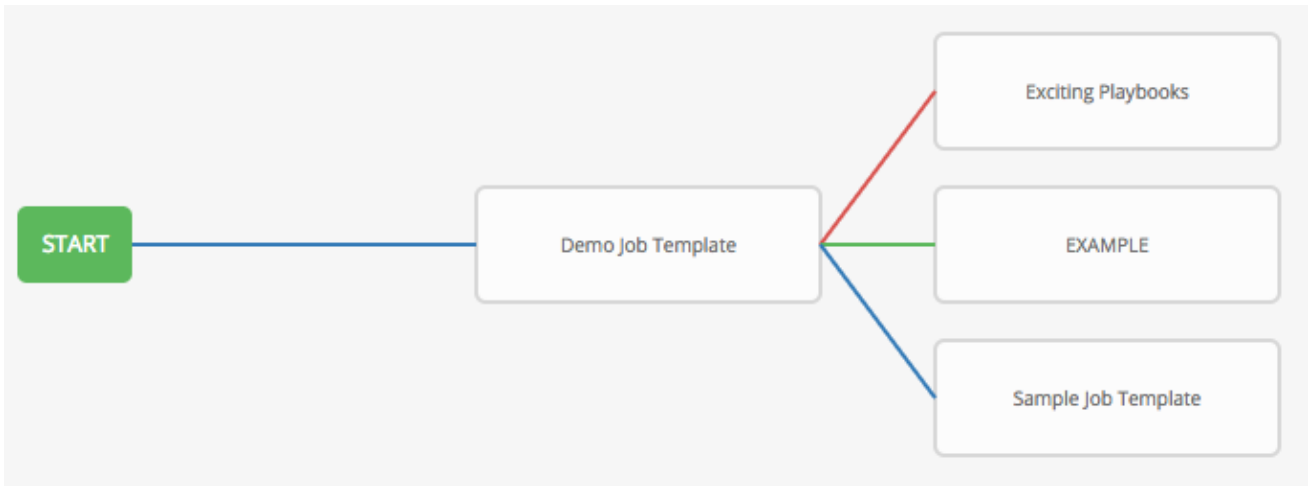 START
Demo Job Template
Exciting Playbooks
EXAMPLE
Sample Job Template